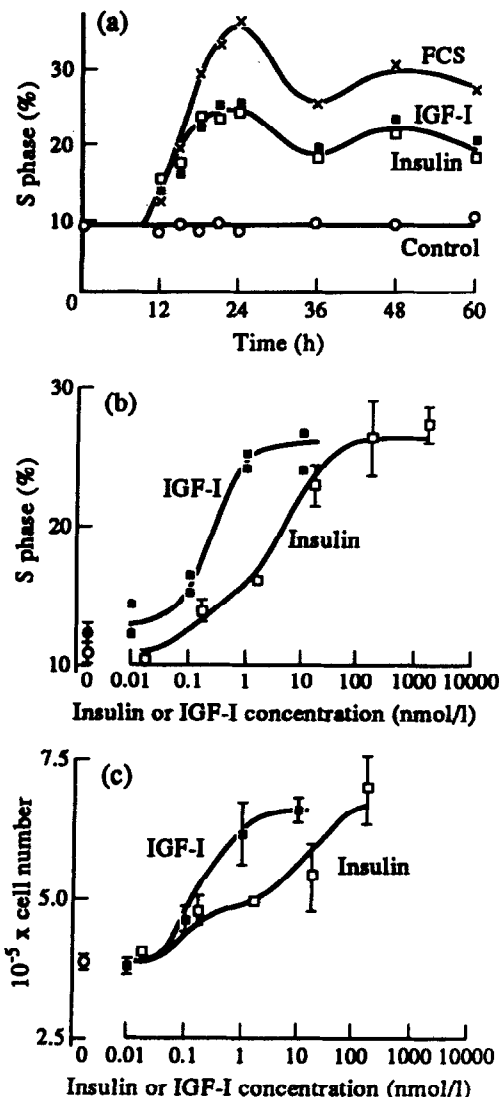 (a)
S phase (%)
30
20
10
0
FCS
IGF-I
Insulin
Control
12
24
36
48
60
Time (h)
(b)
S phase (%)
30
20
10
IGF-I
Insulin
0
0.01
0.1
1
10
100
1000
10000
Insulin or IGF-I concentration (nmol/l)
(c)
10⁻⁵ x cell number
7.5
5.0
2.5
IGF-I
Insulin
0
0.01
0.1
1
10
100
1000
10000
Insulin or IGF-I concentration (nmol/l)